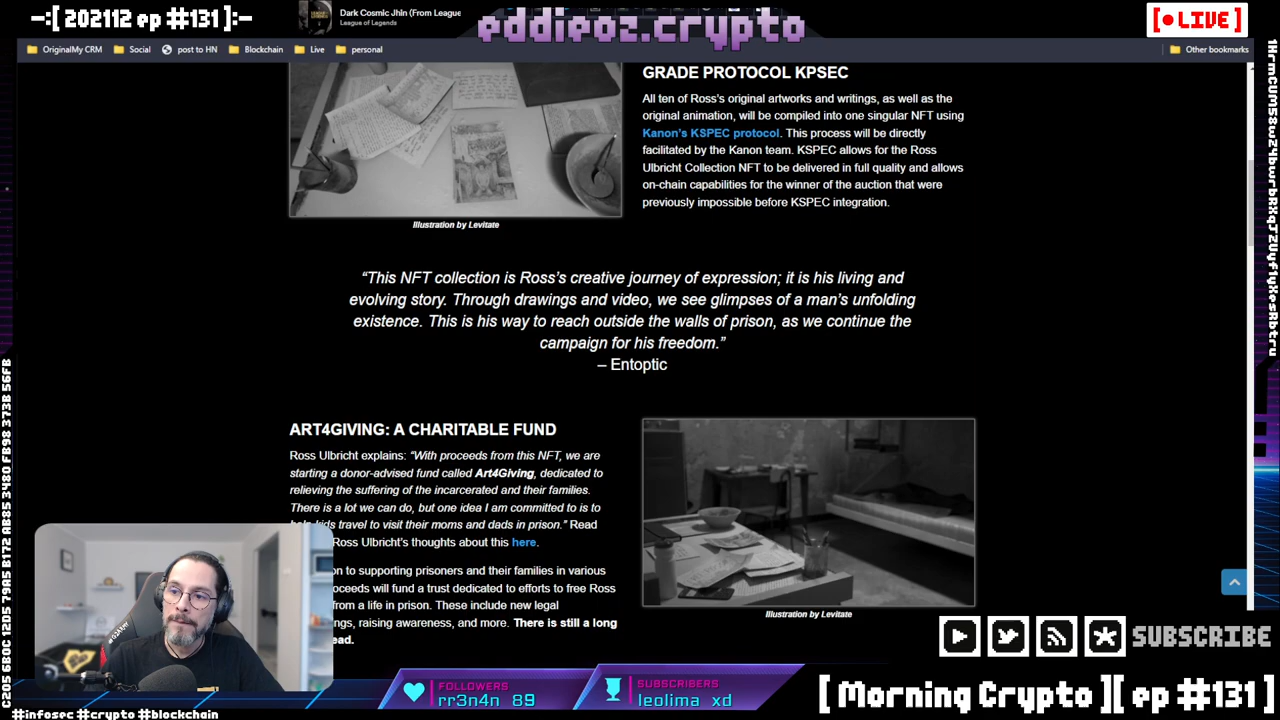 -:[ 202112 ep #131 ]:-
Dark Cosmic Jhin (From League
League of Legends
eddieoz.crypto
[ LIVE ]
OriginalMy CRM
Social
post to HN
Blockchain
Live
personal
Other bookmarks
GRADE PROTOCOL KPSEC
All ten of Ross's original artworks and writings, as well as the
original animation, will be compiled into one singular NFT using
Kanon's KSPEC protocol. This process will be directly
facilitated by the Kanon team. KSPEC allows for the Ross
Ulbricht Collection NFT to be delivered in full quality and allows
on-chain capabilities for the winner of the auction that were
previously impossible before KSPEC integration.
Illustration by Levitate
“This NFT collection is Ross’s creative journey of expression; it is his living and
evolving story. Through drawings and video, we see glimpses of a man’s unfolding
existence. This is his way to reach outside the walls of prison, as we continue the
campaign for his freedom.”
– Entoptic
ART4GIVING: A CHARITABLE FUND
Ross Ulbricht explains: “With proceeds from this NFT, we are
starting a donor-advised fund called Art4Giving, dedicated to
relieving the suffering of the incarcerated and their families.
There is a lot we can do, but one idea I am committed to is to
help kids travel to visit their moms and dads in prison.” Read
Ross Ulbricht's thoughts about this here.
on to supporting prisoners and their families in various
oceeds will fund a trust dedicated to efforts to free Ross
from a life in prison. These include new legal
ngs, raising awareness, and more. There is still a long
ead.
Illustration by Levitate
SUBSCRIBE
FOLLOWERS
rr3n4n 89
SUBSCRIBERS
leolima xd
[ Morning Crypto ][ ep #131 ]
#infosec #crypto #blockchain